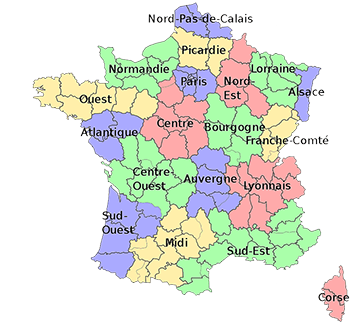 Nord-Pas-de-Calais
Picardie
Normandie
Lorraine
Paris
Nord-
Est
Alsace
Ouest
Centre
Bourgogne
Atlantique
Franche-Comté
Centre-
Ouest
Auvergne
Lyonnais
Sud-
Ouest
Midi
Sud-Est
Corse